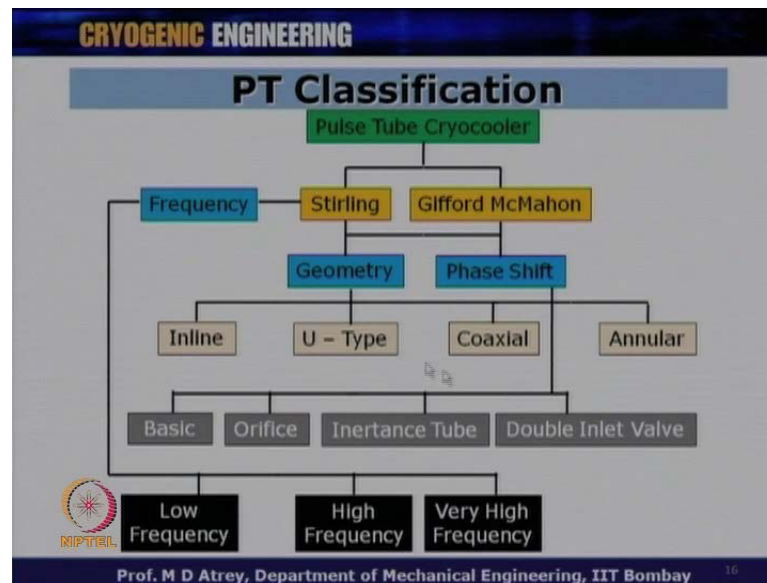 CRYOGENIC ENGINEERING
PT Classification
Pulse Tube Cryocooler
Frequency
Stirling
Gifford McMahon
Geometry
Phase Shift
Inline
U – Type
Coaxial
Annular
Basic
Orifice
Inertance Tube
Double Inlet Valve
Low
Frequency
High
Frequency
Very High
Frequency
NPTEL
Prof. M D Atrey, Department of Mechanical Engineering, IIT Bombay
16